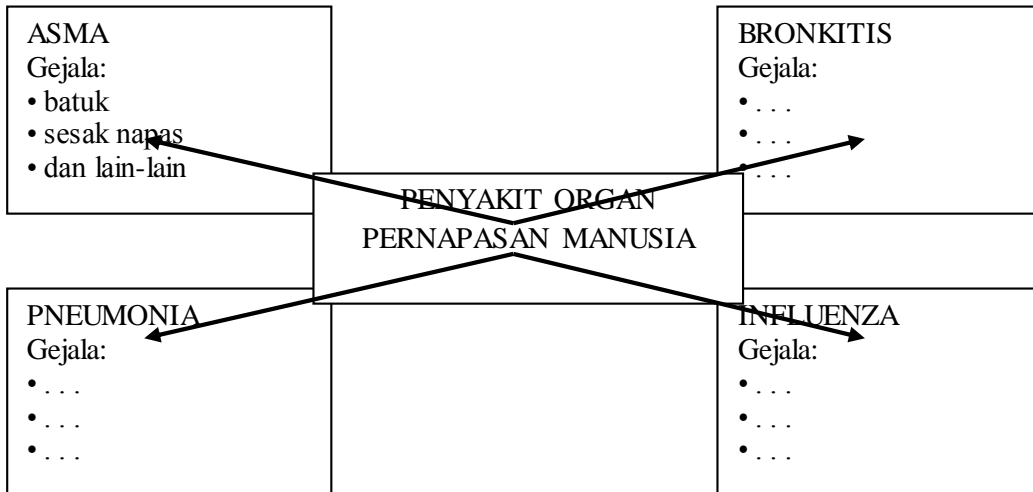 ASMA
Gejala:
• batuk
• sesak napas
• dan lain-lain
BRONKITIS
Gejala:
• . . .
• . . .
• . . .
PENYAKIT ORGAN
PERNAPASAN MANUSIA
PNEUMONIA
Gejala:
• . . .
• . . .
• . . .
INFLUENZA
Gejala:
• . . .
• . . .
• . . .